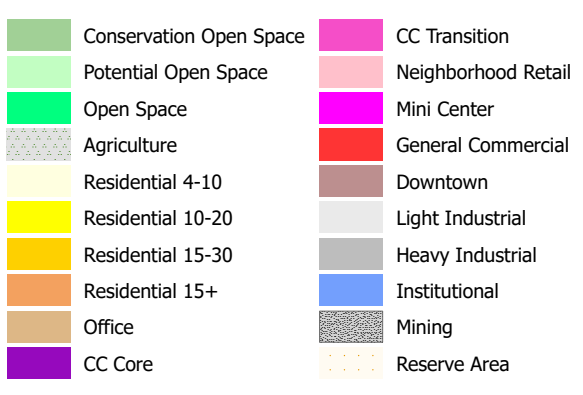 Conservation Open Space
Potential Open Space
Open Space
Agriculture
Residential 4-10
Residential 10-20
Residential 15-30
Residential 15+
Office
CC Core
CC Transition
Neighborhood Retail
Mini Center
General Commercial
Downtown
Light Industrial
Heavy Industrial
Institutional
Mining
Reserve Area